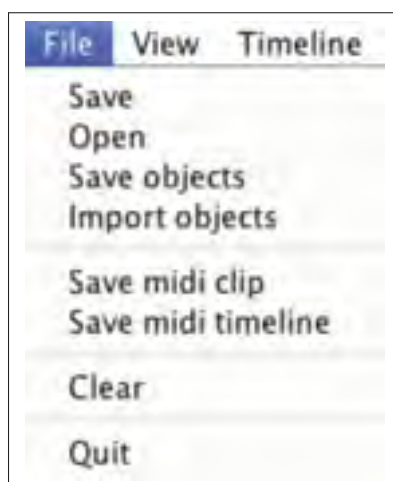 File View Timeline
Save
Open
Save objects
Import objects
Save midi clip
Save midi timeline
Clear
Quit